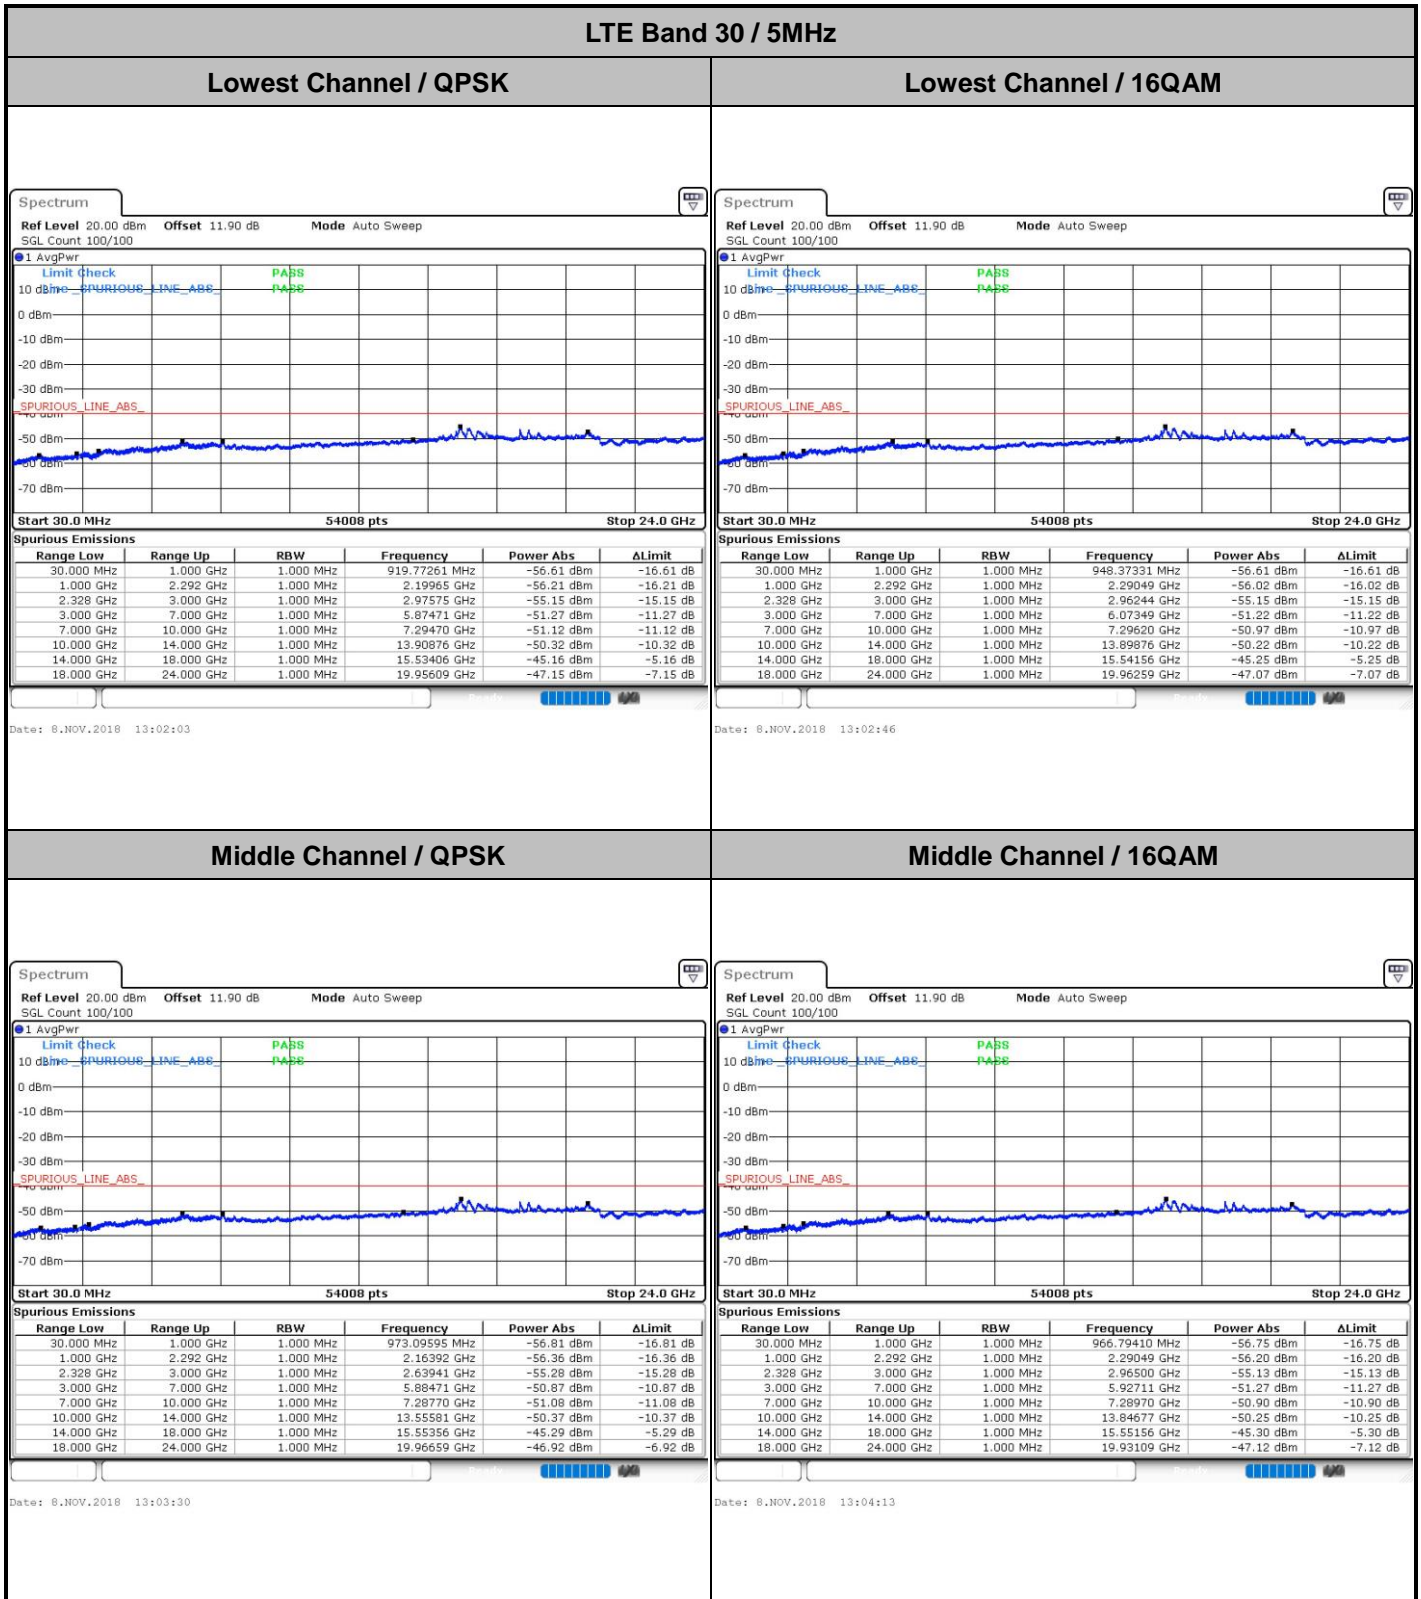 LTE Band 30 / 5MHz
Lowest Channel / QPSK
Lowest Channel / 16QAM
Spectrum
Ref Level 20.00 dBm Offset 11.90 dB Mode Auto Sweep
SGL Count 100/100
1 AvgPwr
Limit Check PASS
Line _SPURIOUS_LINE_ABS_ PASS
10 dBm
0 dBm
-10 dBm
-20 dBm
-30 dBm
_SPURIOUS_LINE_ABS_
-40 dBm
-50 dBm
-60 dBm
-70 dBm
Start 30.0 MHz 54008 pts Stop 24.0 GHz
Spurious Emissions
Range Low Range Up RBW Frequency Power Abs ΔLimit
30.000 MHz 1.000 GHz 1.000 MHz 919.77261 MHz -56.61 dBm -16.61 dB
1.000 GHz 2.292 GHz 1.000 MHz 2.19965 GHz -56.21 dBm -16.21 dB
2.328 GHz 3.000 GHz 1.000 MHz 2.97575 GHz -55.15 dBm -15.15 dB
3.000 GHz 7.000 GHz 1.000 MHz 5.87471 GHz -51.27 dBm -11.27 dB
7.000 GHz 10.000 GHz 1.000 MHz 7.29470 GHz -51.12 dBm -11.12 dB
10.000 GHz 14.000 GHz 1.000 MHz 13.90876 GHz -50.32 dBm -10.32 dB
14.000 GHz 18.000 GHz 1.000 MHz 15.53406 GHz -45.16 dBm -5.16 dB
18.000 GHz 24.000 GHz 1.000 MHz 19.95609 GHz -47.15 dBm -7.15 dB
Date: 8.NOV.2018 13:02:03
Spectrum
Ref Level 20.00 dBm Offset 11.90 dB Mode Auto Sweep
SGL Count 100/100
1 AvgPwr
Limit Check PASS
Line _SPURIOUS_LINE_ABS_ PASS
10 dBm
0 dBm
-10 dBm
-20 dBm
-30 dBm
_SPURIOUS_LINE_ABS_
-40 dBm
-50 dBm
-60 dBm
-70 dBm
Start 30.0 MHz 54008 pts Stop 24.0 GHz
Spurious Emissions
Range Low Range Up RBW Frequency Power Abs ΔLimit
30.000 MHz 1.000 GHz 1.000 MHz 948.37331 MHz -56.61 dBm -16.61 dB
1.000 GHz 2.292 GHz 1.000 MHz 2.29049 GHz -56.02 dBm -16.02 dB
2.328 GHz 3.000 GHz 1.000 MHz 2.96244 GHz -55.15 dBm -15.15 dB
3.000 GHz 7.000 GHz 1.000 MHz 6.07349 GHz -51.22 dBm -11.22 dB
7.000 GHz 10.000 GHz 1.000 MHz 7.29620 GHz -50.97 dBm -10.97 dB
10.000 GHz 14.000 GHz 1.000 MHz 13.89876 GHz -50.22 dBm -10.22 dB
14.000 GHz 18.000 GHz 1.000 MHz 15.54156 GHz -45.25 dBm -5.25 dB
18.000 GHz 24.000 GHz 1.000 MHz 19.96259 GHz -47.07 dBm -7.07 dB
Date: 8.NOV.2018 13:02:46
Middle Channel / QPSK
Middle Channel / 16QAM
Spectrum
Ref Level 20.00 dBm Offset 11.90 dB Mode Auto Sweep
SGL Count 100/100
1 AvgPwr
Limit Check PASS
Line _SPURIOUS_LINE_ABS_ PASS
10 dBm
0 dBm
-10 dBm
-20 dBm
-30 dBm
_SPURIOUS_LINE_ABS_
-40 dBm
-50 dBm
-60 dBm
-70 dBm
Start 30.0 MHz 54008 pts Stop 24.0 GHz
Spurious Emissions
Range Low Range Up RBW Frequency Power Abs ΔLimit
30.000 MHz 1.000 GHz 1.000 MHz 973.09595 MHz -56.81 dBm -16.81 dB
1.000 GHz 2.292 GHz 1.000 MHz 2.16392 GHz -56.36 dBm -16.36 dB
2.328 GHz 3.000 GHz 1.000 MHz 2.63941 GHz -55.28 dBm -15.28 dB
3.000 GHz 7.000 GHz 1.000 MHz 5.88471 GHz -50.87 dBm -10.87 dB
7.000 GHz 10.000 GHz 1.000 MHz 7.28770 GHz -51.08 dBm -11.08 dB
10.000 GHz 14.000 GHz 1.000 MHz 13.55581 GHz -50.37 dBm -10.37 dB
14.000 GHz 18.000 GHz 1.000 MHz 15.55356 GHz -45.29 dBm -5.29 dB
18.000 GHz 24.000 GHz 1.000 MHz 19.96659 GHz -46.92 dBm -6.92 dB
Date: 8.NOV.2018 13:03:30
Spectrum
Ref Level 20.00 dBm Offset 11.90 dB Mode Auto Sweep
SGL Count 100/100
1 AvgPwr
Limit Check PASS
Line _SPURIOUS_LINE_ABS_ PASS
10 dBm
0 dBm
-10 dBm
-20 dBm
-30 dBm
_SPURIOUS_LINE_ABS_
-40 dBm
-50 dBm
-60 dBm
-70 dBm
Start 30.0 MHz 54008 pts Stop 24.0 GHz
Spurious Emissions
Range Low Range Up RBW Frequency Power Abs ΔLimit
30.000 MHz 1.000 GHz 1.000 MHz 966.79410 MHz -56.75 dBm -16.75 dB
1.000 GHz 2.292 GHz 1.000 MHz 2.29049 GHz -56.20 dBm -16.20 dB
2.328 GHz 3.000 GHz 1.000 MHz 2.96500 GHz -55.13 dBm -15.13 dB
3.000 GHz 7.000 GHz 1.000 MHz 5.92711 GHz -51.27 dBm -11.27 dB
7.000 GHz 10.000 GHz 1.000 MHz 7.28970 GHz -50.90 dBm -10.90 dB
10.000 GHz 14.000 GHz 1.000 MHz 13.84677 GHz -50.25 dBm -10.25 dB
14.000 GHz 18.000 GHz 1.000 MHz 15.55156 GHz -45.30 dBm -5.30 dB
18.000 GHz 24.000 GHz 1.000 MHz 19.93109 GHz -47.12 dBm -7.12 dB
Date: 8.NOV.2018 13:04:13